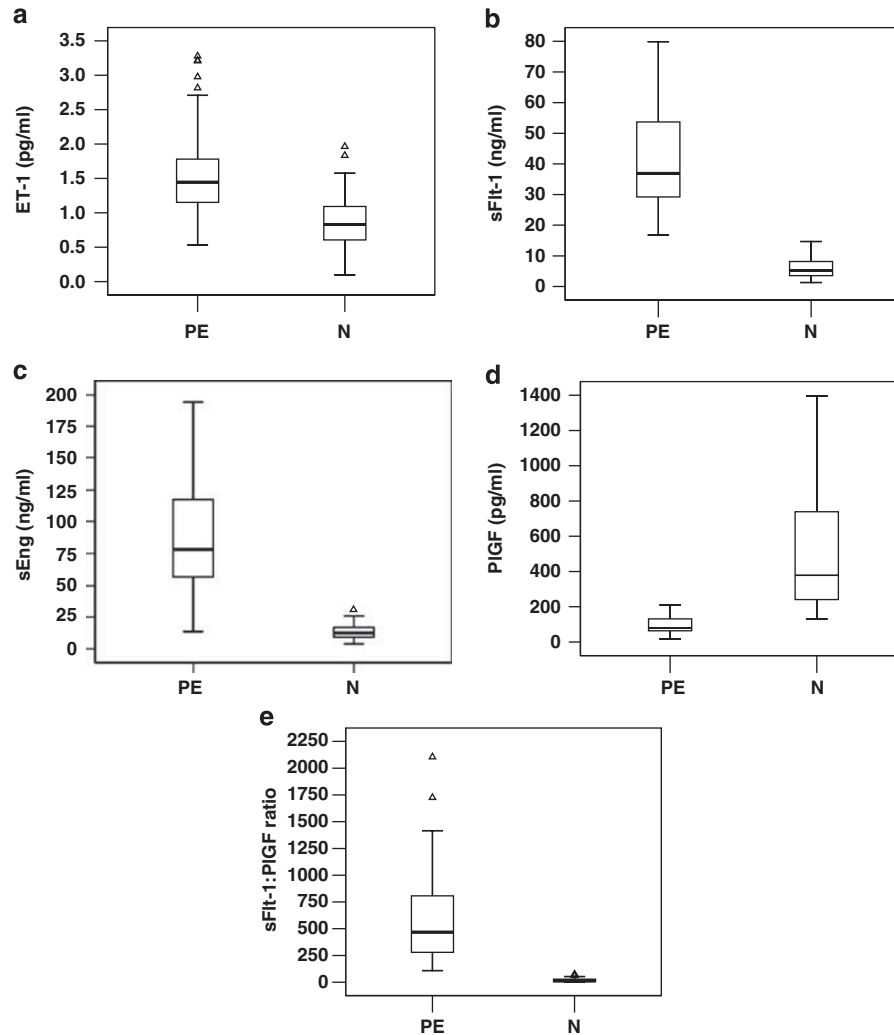 a
3.5
3.0
2.5
2.0
1.5
1.0
0.5
0.0
ET-1 (pg/ml)
PE N
b
80
70
60
50
40
30
20
10
0
sFlt-1 (ng/ml)
PE N
c
200
175
150
125
100
75
50
25
0
sEng (ng/ml)
PE N
d
1400
1200
1000
800
600
400
200
0
PlGF (pg/ml)
PE N
e
2250
2000
1750
1500
1250
1000
750
500
250
0
sFlt-1:PlGF ratio
PE N